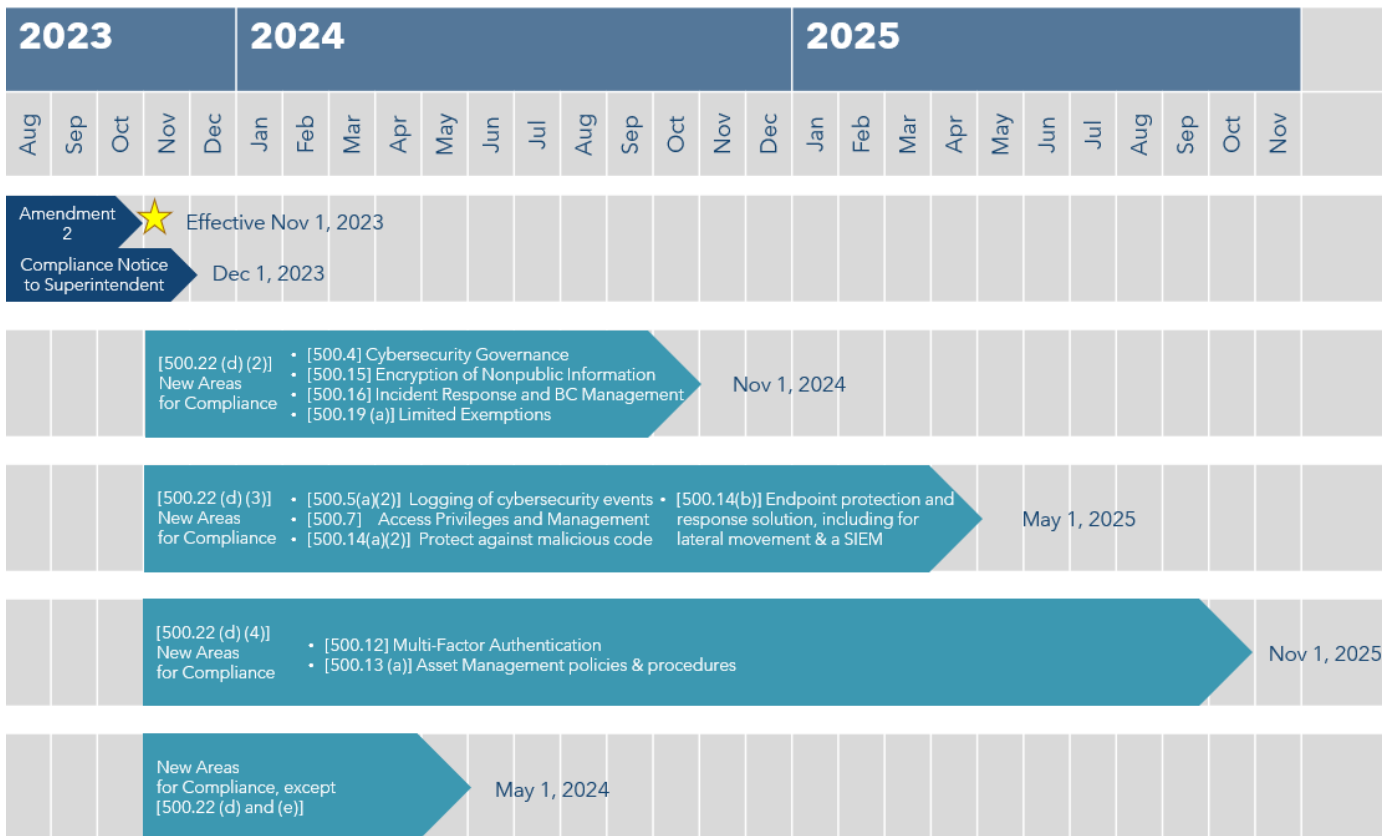 2023 2024 2025
Aug Sep Oct Nov Dec Jan Feb Mar Apr May Jun Jul Aug Sep Oct Nov Dec Jan Feb Mar Apr May Jun Jul Aug Sep Oct Nov
Amendment
2
Effective Nov 1, 2023
Compliance Notice
to Superintendent
Dec 1, 2023
[500.22 (d) (2)]
New Areas
for Compliance
• [500.4] Cybersecurity Governance
• [500.15] Encryption of Nonpublic Information
• [500.16] Incident Response and BC Management
• [500.19 (a)] Limited Exemptions
Nov 1, 2024
[500.22 (d) (3)]
New Areas
for Compliance
• [500.5(a)(2)] Logging of cybersecurity events
• [500.7] Access Privileges and Management
• [500.14(a)(2)] Protect against malicious code
• [500.14(b)] Endpoint protection and
response solution, including for
lateral movement & a SIEM
May 1, 2025
[500.22 (d) (4)]
New Areas
for Compliance
• [500.12] Multi-Factor Authentication
• [500.13 (a)] Asset Management policies & procedures
Nov 1, 2025
New Areas
for Compliance, except
[500.22 (d) and (e)]
May 1, 2024